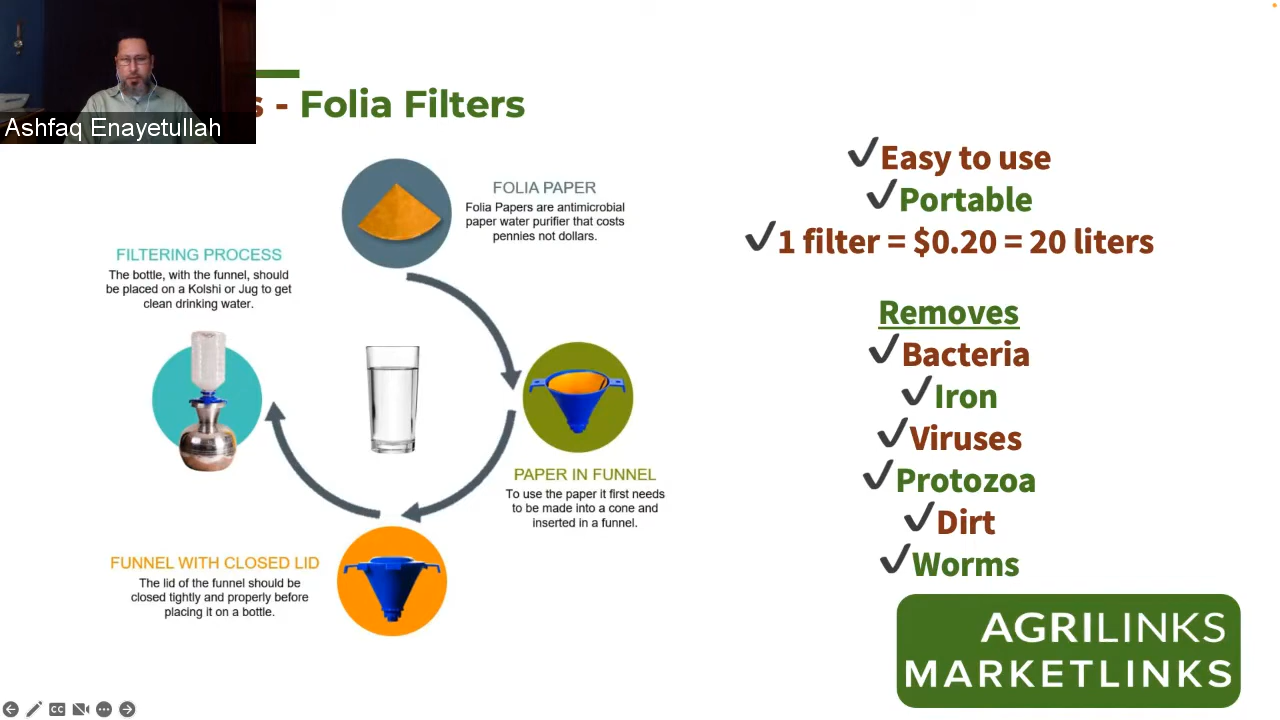 Ashfaq Enayetullah
- Folia Filters
FOLIA PAPER
Folia Papers are antimicrobial
paper water purifier that costs
pennies not dollars.
FILTERING PROCESS
The bottle, with the funnel, should
be placed on a Kolshi or Jug to get
clean drinking water.
PAPER IN FUNNEL
To use the paper it first needs
to be made into a cone and
inserted in a funnel.
FUNNEL WITH CLOSED LID
The lid of the funnel should be
closed tightly and properly before
placing it on a bottle.
✓Easy to use
✓Portable
✓1 filter = $0.20 = 20 liters
Removes
✓Bacteria
✓Iron
✓Viruses
✓Protozoa
✓Dirt
✓Worms
AGRILINKS
MARKETLINKS
CC